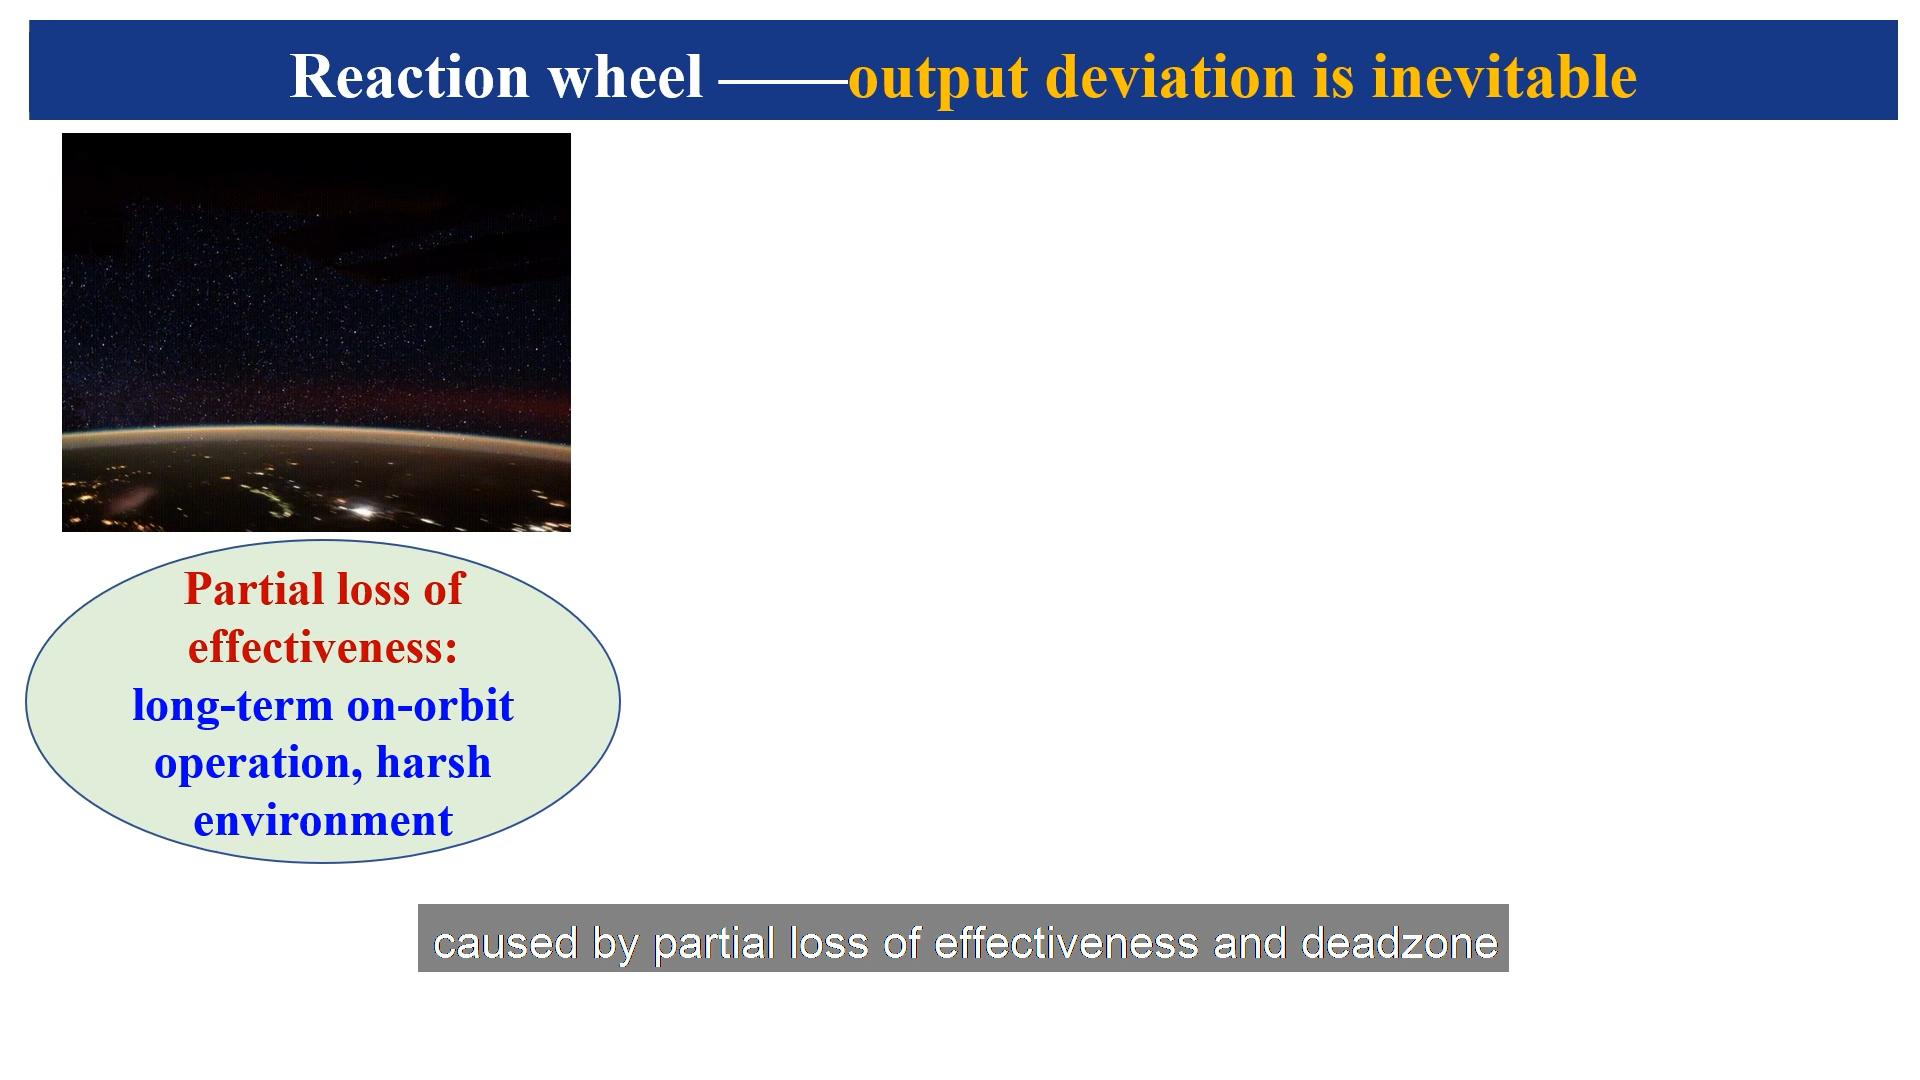 Reaction wheel ——output deviation is inevitable
Partial loss of
effectiveness:
long-term on-orbit
operation, harsh
environment
caused by partial loss of effectiveness and deadzone